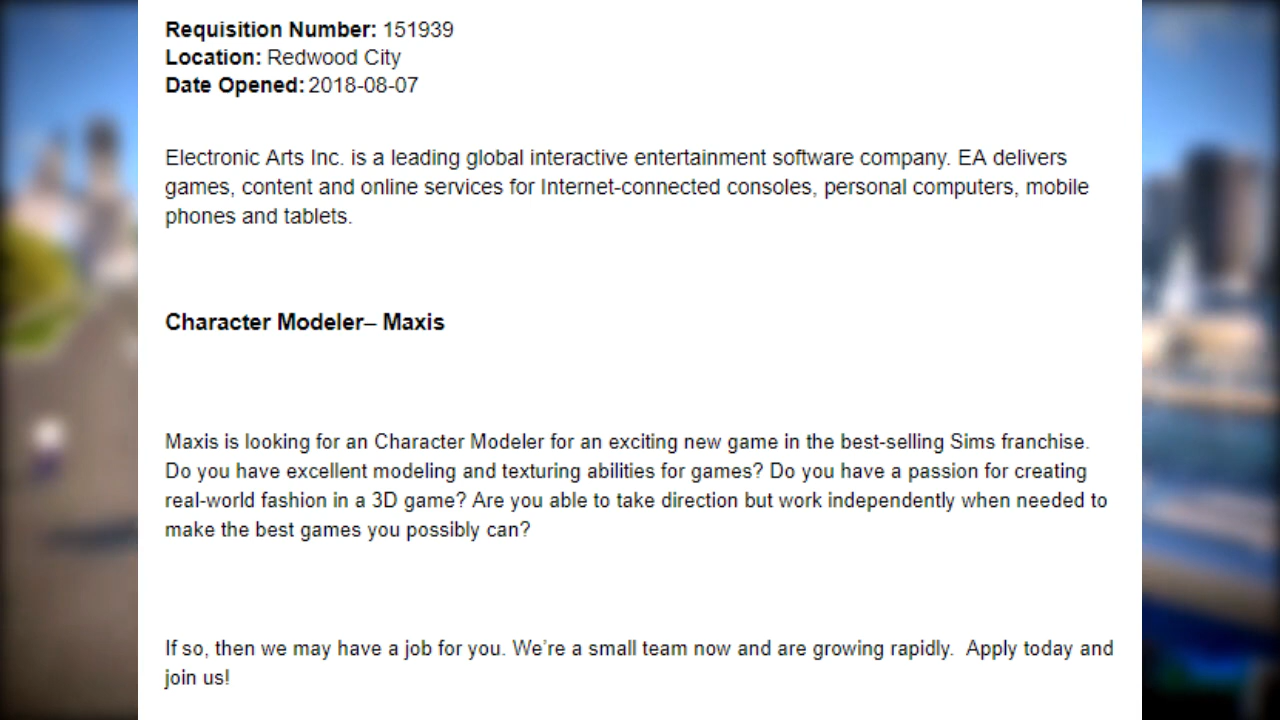 Requisition Number: 151939
Location: Redwood City
Date Opened: 2018-08-07
Electronic Arts Inc. is a leading global interactive entertainment software company. EA delivers
games, content and online services for Internet-connected consoles, personal computers, mobile
phones and tablets.
Character Modeler– Maxis
Maxis is looking for an Character Modeler for an exciting new game in the best-selling Sims franchise.
Do you have excellent modeling and texturing abilities for games? Do you have a passion for creating
real-world fashion in a 3D game? Are you able to take direction but work independently when needed to
make the best games you possibly can?
If so, then we may have a job for you. We’re a small team now and are growing rapidly.  Apply today and
join us!